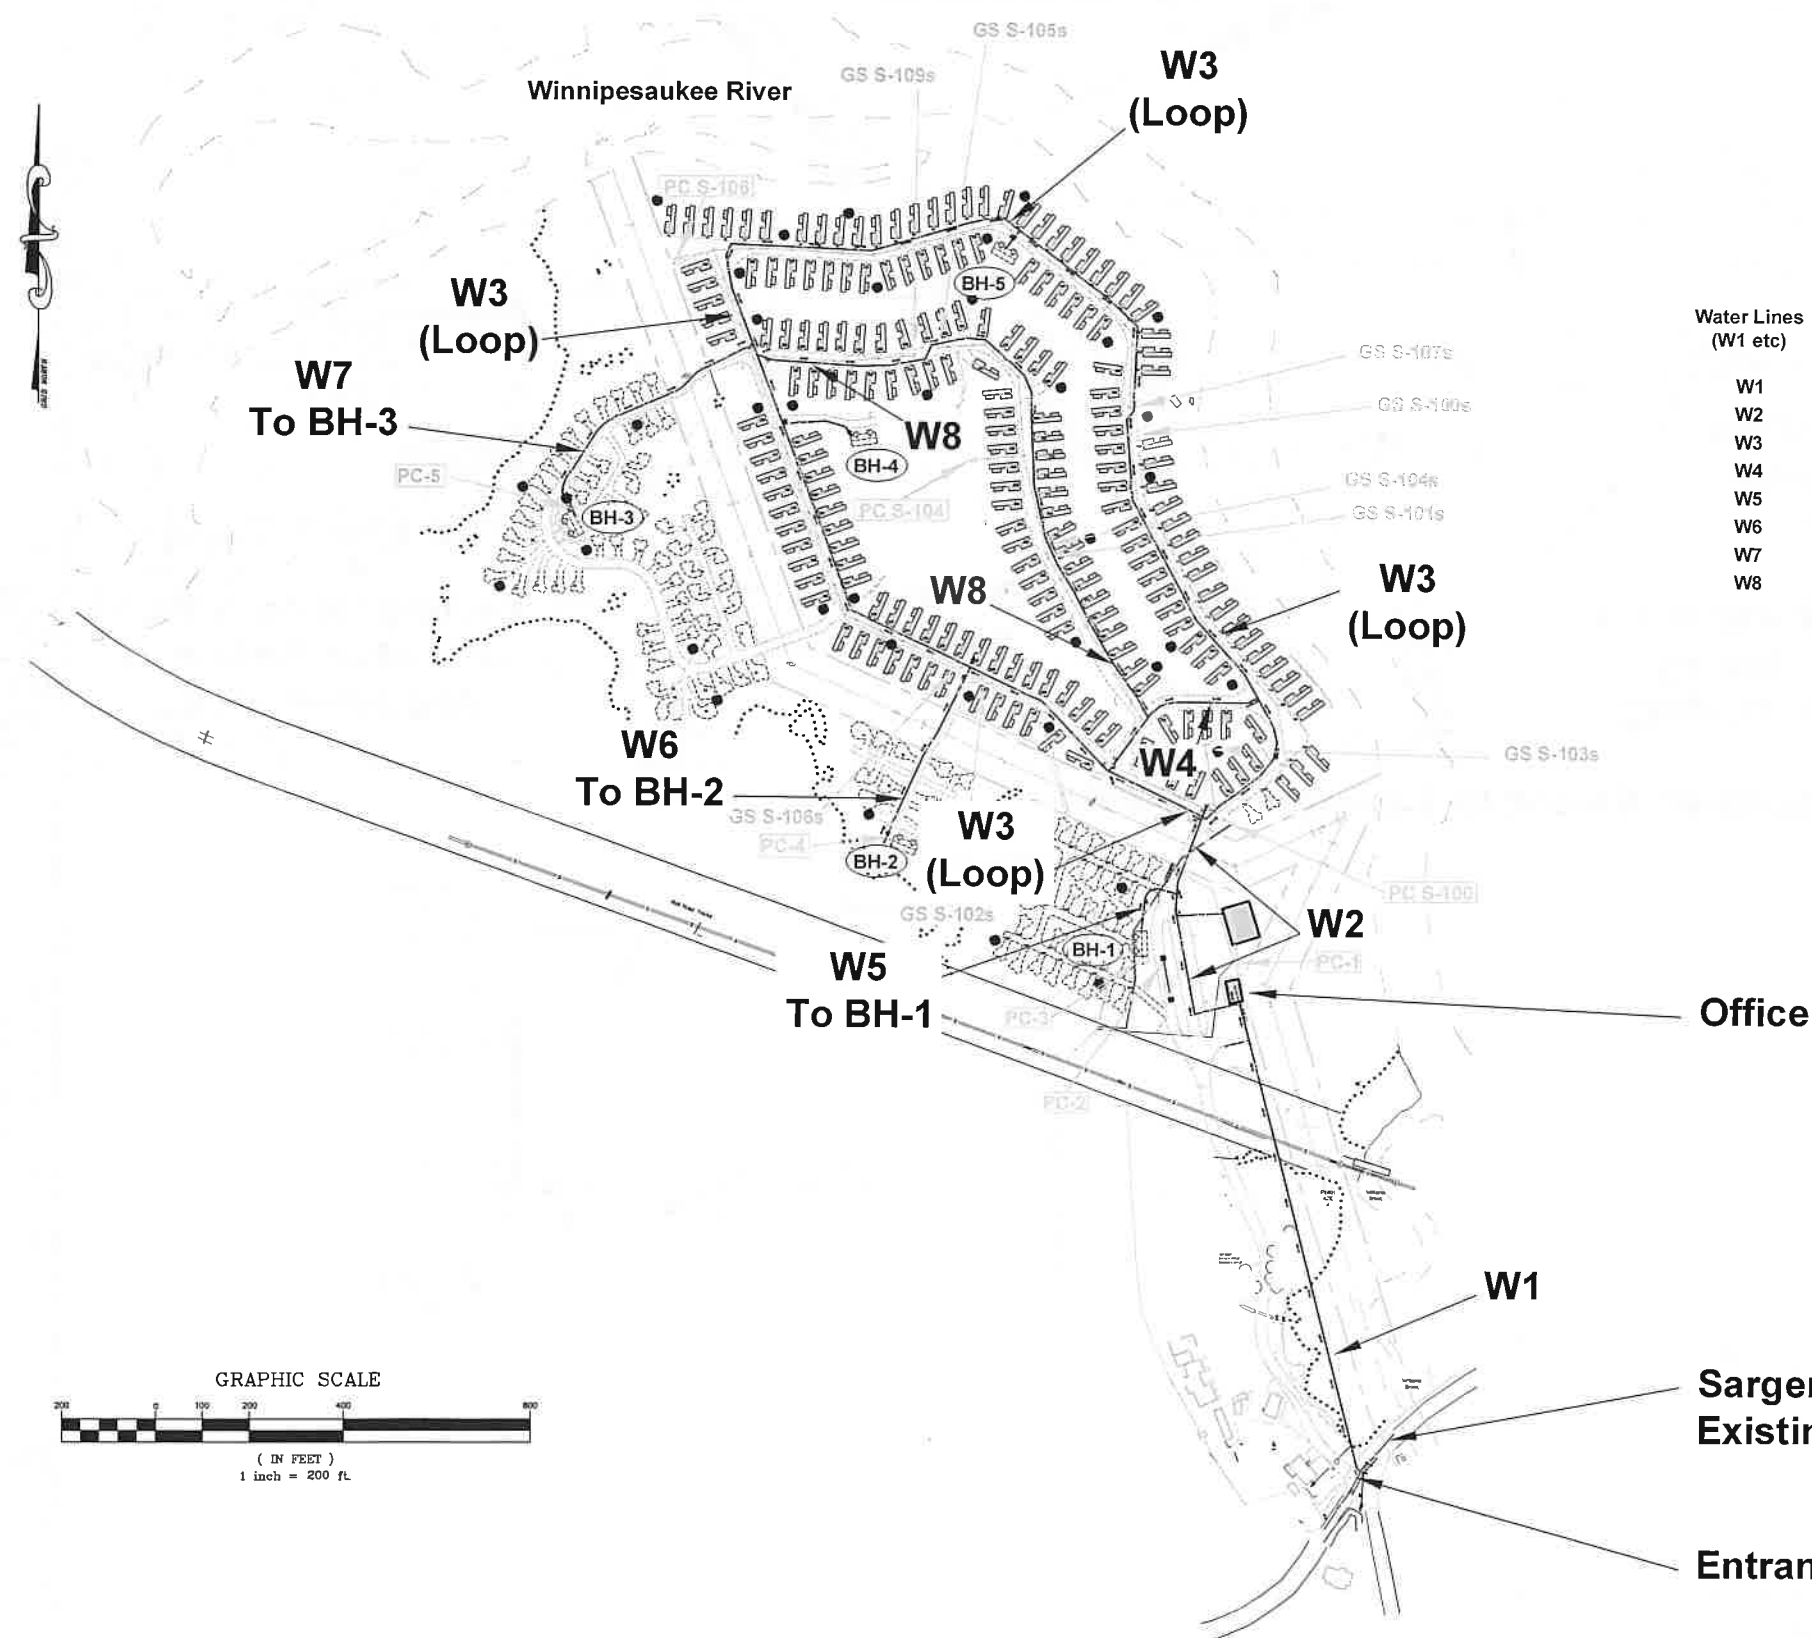 GS S-105s
W3
(Loop)
GS S-109s
Winnipesaukee River
PC S-106
BH-5
W3
(Loop)
Water Lines
(W1 etc)
W1
W2
W3
W4
W5
W6
W7
W8
GS S-107s
GS S-100s
W7
To BH-3
W8
BH-4
PC-5
GS S-104s
PC S-104
GS S-101s
BH-3
W8
W3
(Loop)
W6
To BH-2
W4
GS S-103s
GS S-106s
PC-4
W3
(Loop)
BH-2
PC S-100
GS S-102s
W2
BH-1
W5
To BH-1
PC-1
PC-3
Office
PC-2
W1
GRAPHIC SCALE
200
0
100
200
400
800
( IN FEET )
1 inch = 200 ft.
Existin
Entran